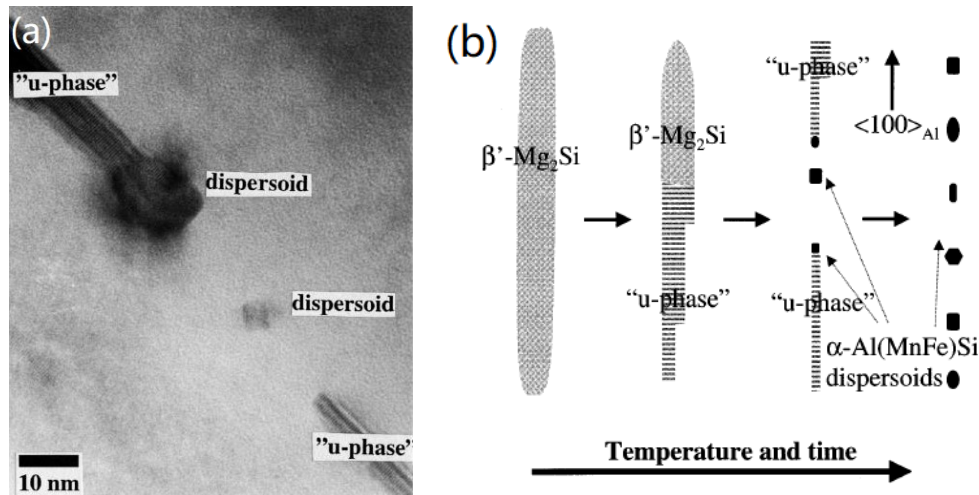 (a)
"u-phase"
dispersoid
dispersoid
"u-phase"
10 nm
(b)
"u-phase"
<100>Al
β'-Mg2Si
β'-Mg2Si
"u-phase"
"u-phase"
α-Al(MnFe)Si
dispersoids
Temperature and time